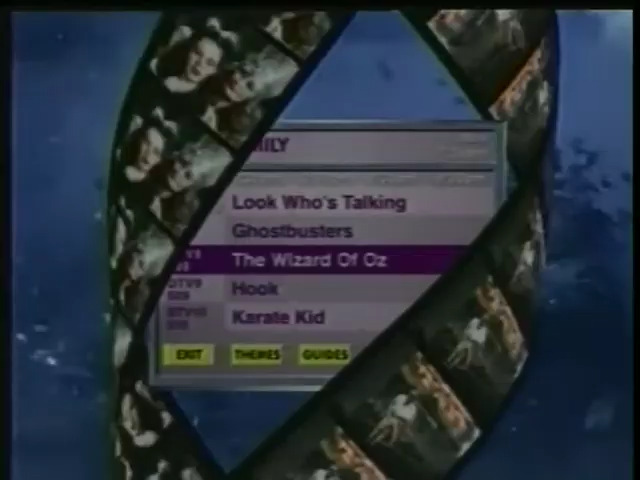 MILY
Look Who's Talking
Ghostbusters
The Wizard Of Oz
Hook
Karate Kid
EXIT THEMES GUIDES